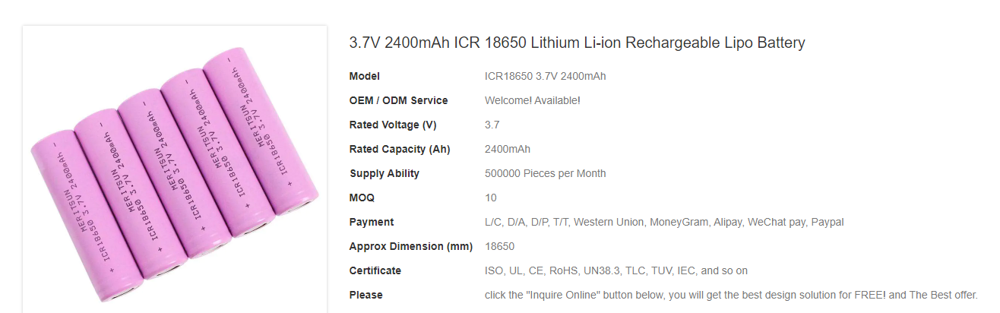 3.7V 2400mAh ICR 18650 Lithium Li-ion Rechargeable Lipo Battery
Model ICR18650 3.7V 2400mAh
OEM / ODM Service Welcome! Available!
Rated Voltage (V) 3.7
Rated Capacity (Ah) 2400mAh
Supply Ability 500000 Pieces per Month
MOQ 10
Payment L/C, D/A, D/P, T/T, Western Union, MoneyGram, Alipay, WeChat pay, Paypal
Approx Dimension (mm) 18650
Certificate ISO, UL, CE, RoHS, UN38.3, TLC, TUV, IEC, and so on
Please click the "Inquire Online" button below, you will get the best design solution for FREE! and The Best offer.
MERITSUN
+ ICR18650 3.7V 2400mAh −
MERITSUN
+ ICR18650 3.7V 2400mAh −
MERITSUN
+ ICR18650 3.7V 2400mAh −
MERITSUN
+ ICR18650 3.7V 2400mAh −
MERITSUN
+ ICR18650 3.7V 2400mAh −